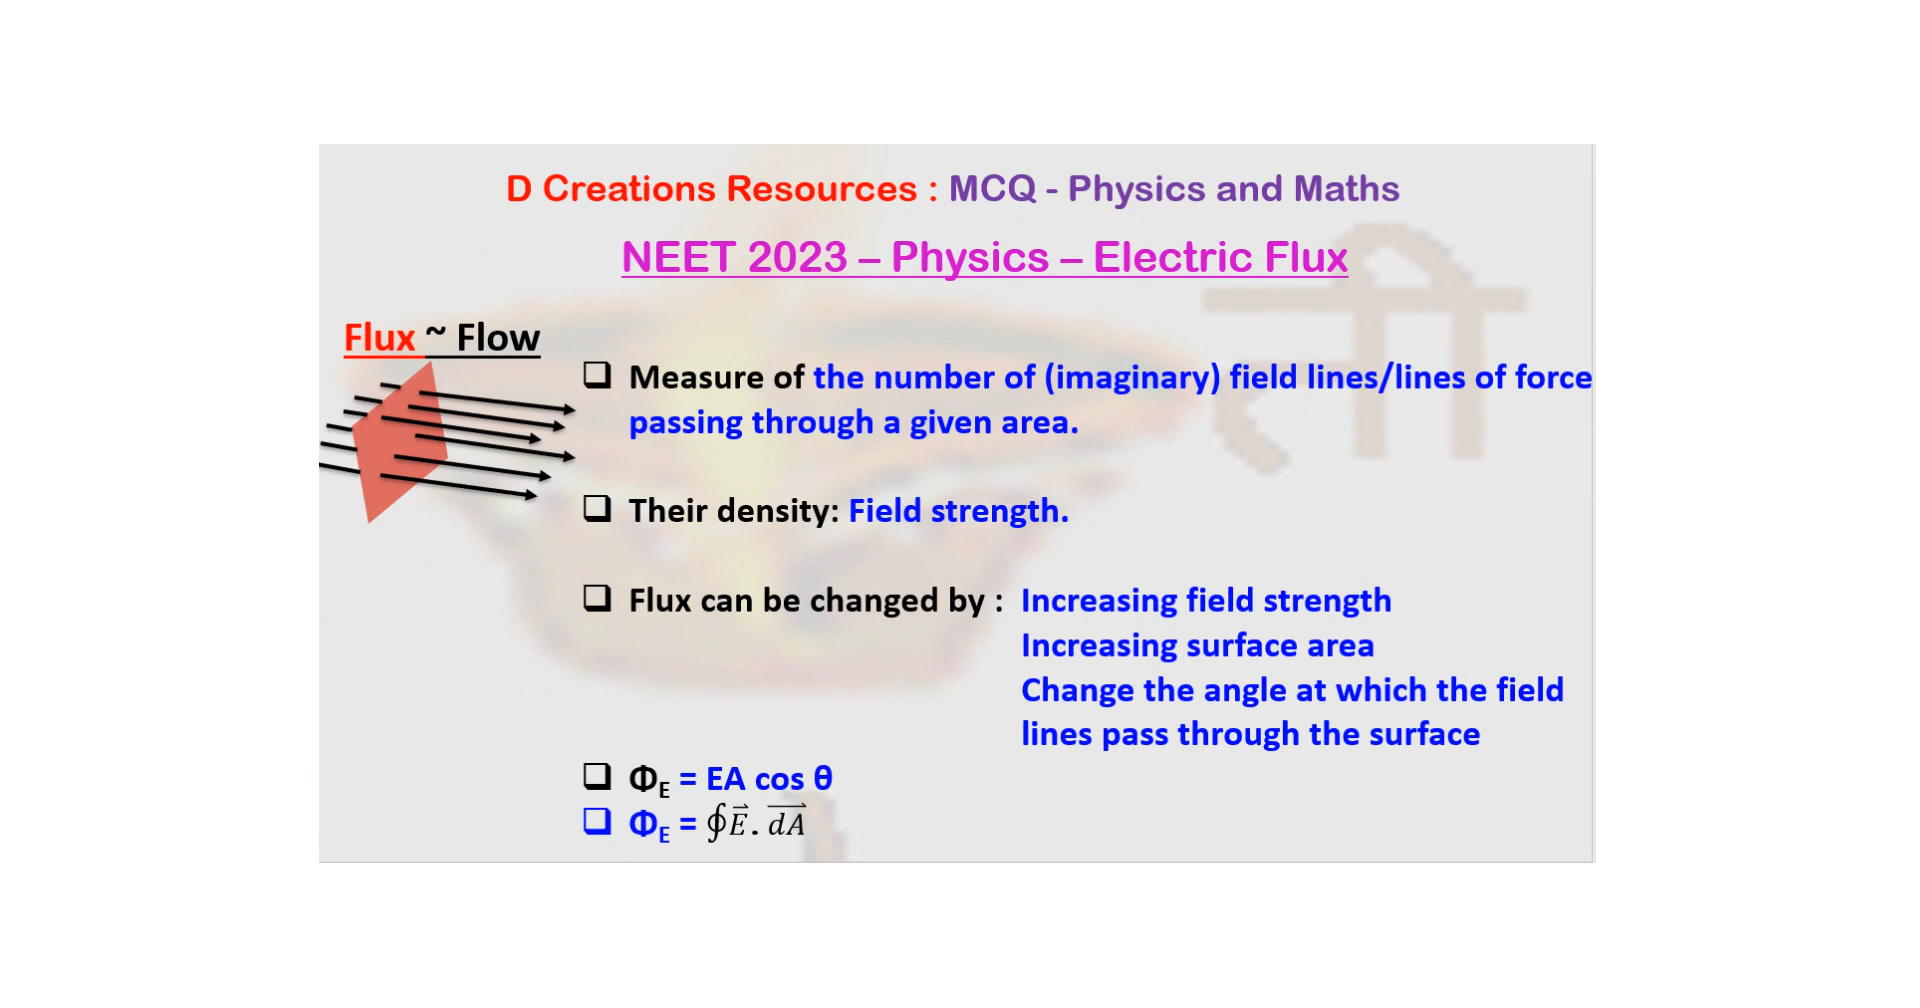 D Creations Resources : MCQ - Physics and Maths
NEET 2023 – Physics – Electric Flux
Flux ~ Flow
❑ Measure of the number of (imaginary) field lines/lines of force
passing through a given area.
❑ Their density: Field strength.
❑ Flux can be changed by : Increasing field strength
Increasing surface area
Change the angle at which the field
lines pass through the surface
❑ Φ_E = EA cos θ
❑ Φ_E = ∮E⃗ . \overrightarrow{dA}